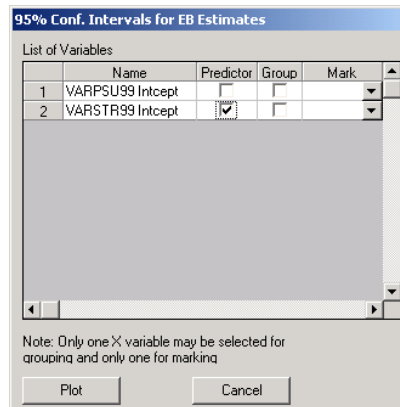 95% Conf. Intervals for EB Estimates
List of Variables
Name Predictor Group Mark
1 VARPSU99 Intcept
2 VARSTR99 Intcept
Note: Only one X variable may be selected for
grouping and only one for marking
Plot Cancel